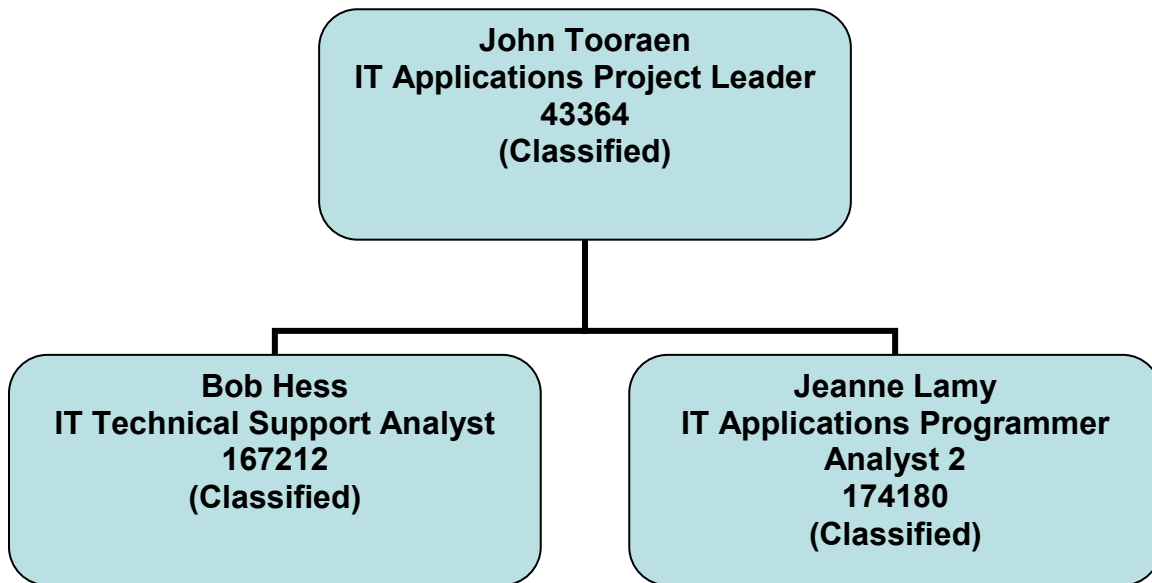 John Tooraen
IT Applications Project Leader
43364
(Classified)
Bob Hess
IT Technical Support Analyst
167212
(Classified)
Jeanne Lamy
IT Applications Programmer
Analyst 2
174180
(Classified)